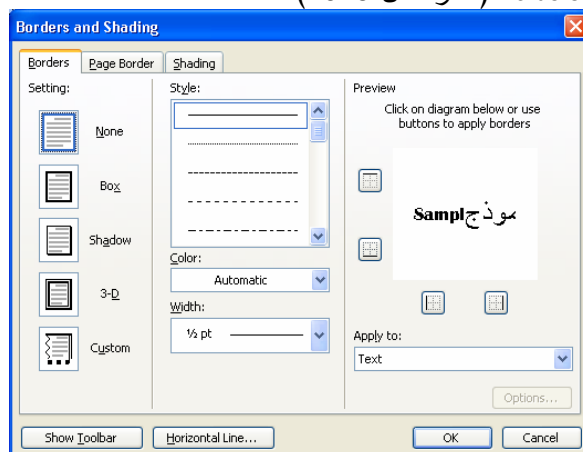 Borders and Shading
Borders
Page Border
Shading
Setting:
None
Box
Shadow
3-D
Custom
Style:
Color:
Automatic
Width:
½ pt
Preview
Click on diagram below or use
buttons to apply borders
Samplموذج
Apply to:
Text
Options...
Show Toolbar
Horizontal Line...
OK
Cancel